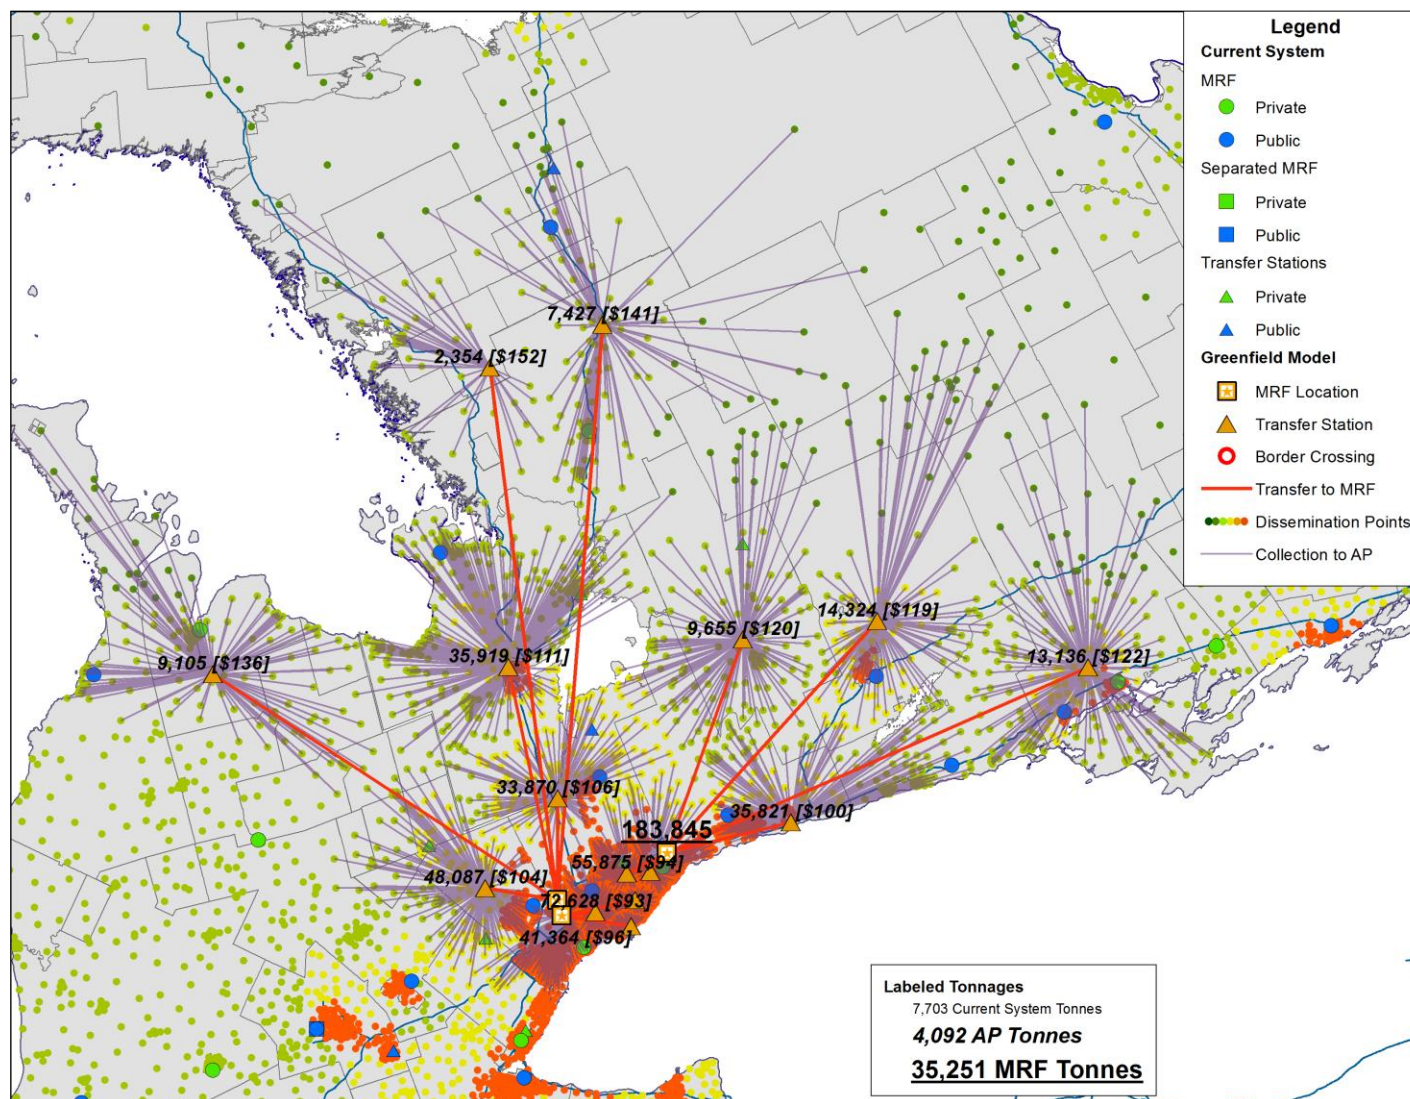 Legend
Current System
MRF
Private
Public
Separated MRF
Private
Public
Transfer Stations
Private
Public
Greenfield Model
MRF Location
Transfer Station
Border Crossing
Transfer to MRF
Dissemination Points
Collection to AP
7,427 [$141]
2,354 [$152]
14,324 [$119]
9,655 [$120]
13,136 [$122]
35,919 [$111]
9,105 [$136]
33,870 [$106]
35,821 [$100]
183,845
55,875 [$94]
48,087 [$104]
72,628 [$93]
41,364 [$96]
Labeled Tonnages
7,703 Current System Tonnes
4,092 AP Tonnes
35,251 MRF Tonnes